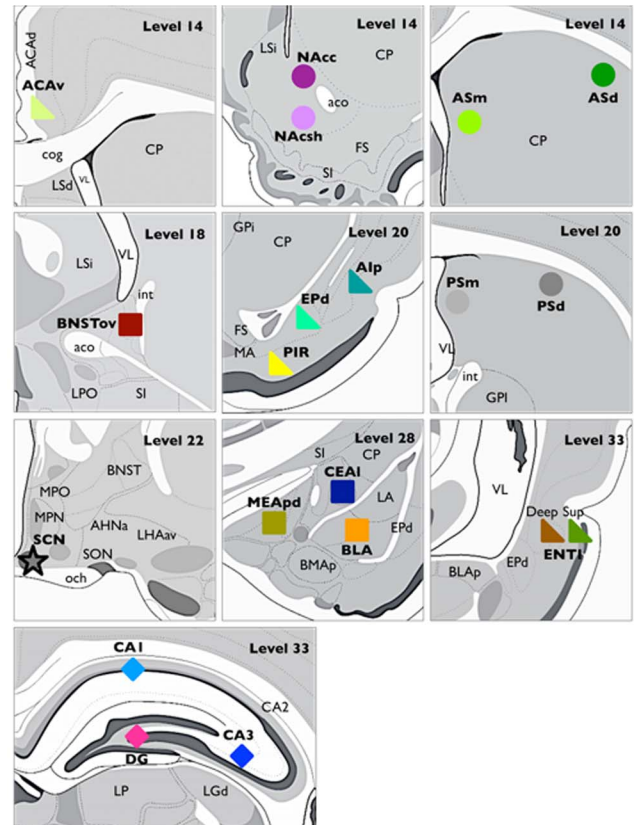 Level 14
ACAd
ACAv
cog
VL
LSd
CP
Level 14
LSi
NAcc
CP
aco
NAcsh
FS
SI
Level 14
ASm
ASd
CP
Level 18
VL
LSi
int
BNSTov
aco
LPO
SI
Level 20
GPi
CP
AIp
EPd
FS
MA
PIR
Level 20
PSm
PSd
VL
int
GPI
Level 22
BNST
MPO
MPN
SCN
AHNa
LHAav
SON
och
Level 28
SI
CP
CEAl
MEApd
LA
EPd
BLA
BMAp
Level 33
VL
Deep Sup
ENTl
EPd
BLAp
Level 33
CA1
CA2
CA3
DG
LP
LGd